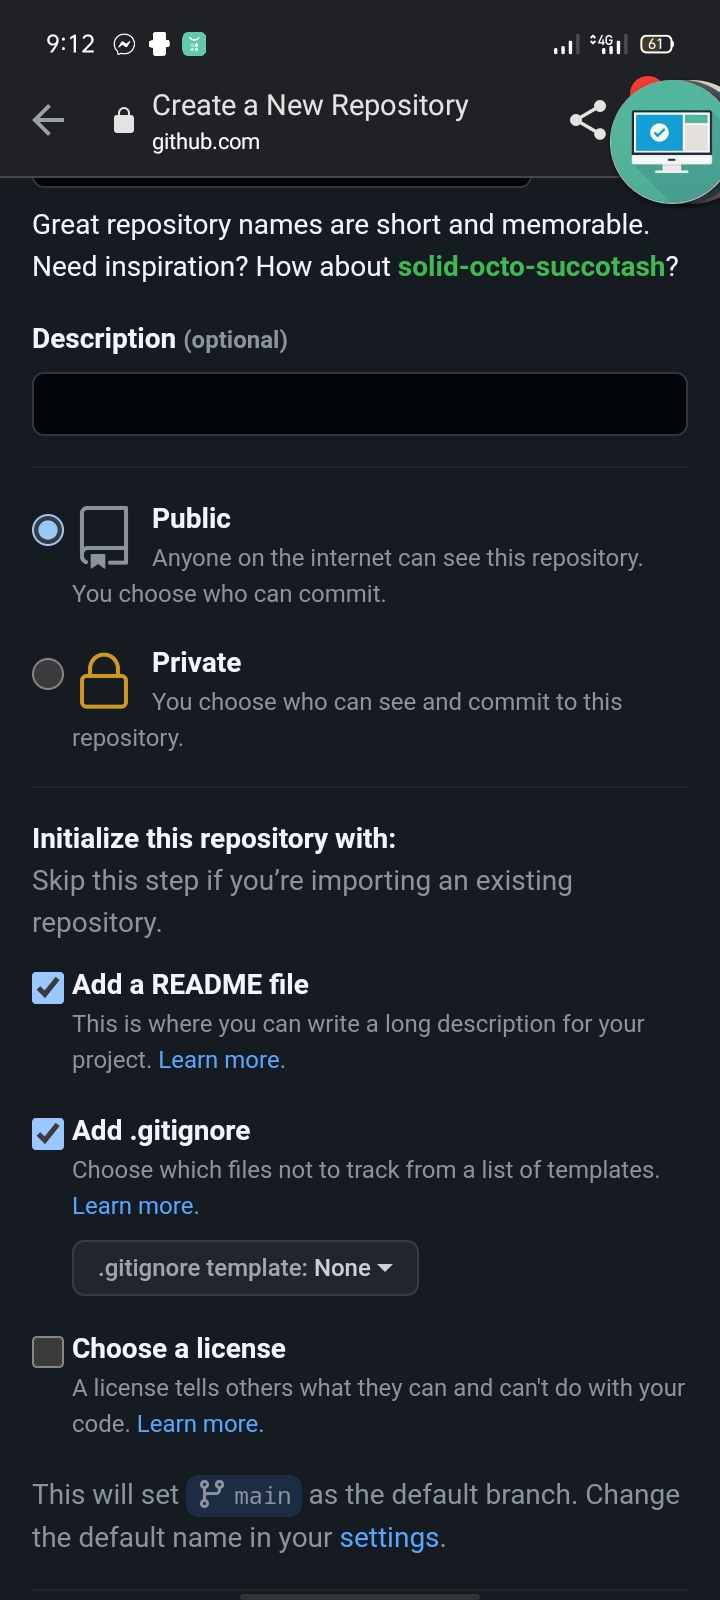 9:12
4G
61
Create a New Repository
github.com
Great repository names are short and memorable.
Need inspiration? How about solid-octo-succotash?
Description (optional)
Public
Anyone on the internet can see this repository.
You choose who can commit.
Private
You choose who can see and commit to this
repository.
Initialize this repository with:
Skip this step if you’re importing an existing
repository.
Add a README file
This is where you can write a long description for your
project. Learn more.
Add .gitignore
Choose which files not to track from a list of templates.
Learn more.
.gitignore template: None
Choose a license
A license tells others what they can and can't do with your
code. Learn more.
This will set main as the default branch. Change
the default name in your settings.